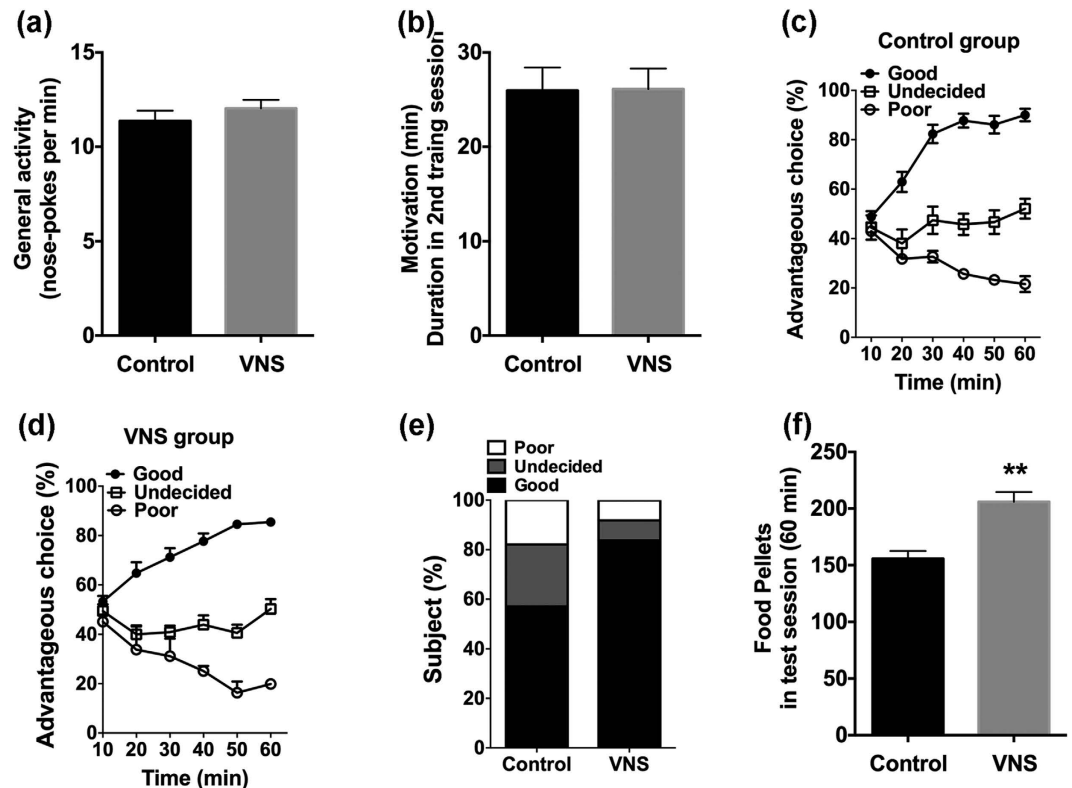 (a)
General activity
(nose-pokes per min)
15
10
5
0
Control
VNS
(b)
Motivation (min)
Duration in 2nd traing session
30
20
10
0
Control
VNS
(c)
Control group
Good
Undecided
Poor
Advantageous choice (%)
100
80
60
40
20
0
10 20 30 40 50 60
Time (min)
(d)
VNS group
Good
Undecided
Poor
Advantageous choice (%)
100
80
60
40
20
0
10 20 30 40 50 60
Time (min)
(e)
Poor
Undecided
Good
Subject (%)
100
80
60
40
20
0
Control
VNS
(f)
Food Pellets
in test session (60 min)
250
200
150
100
50
0
**
Control
VNS